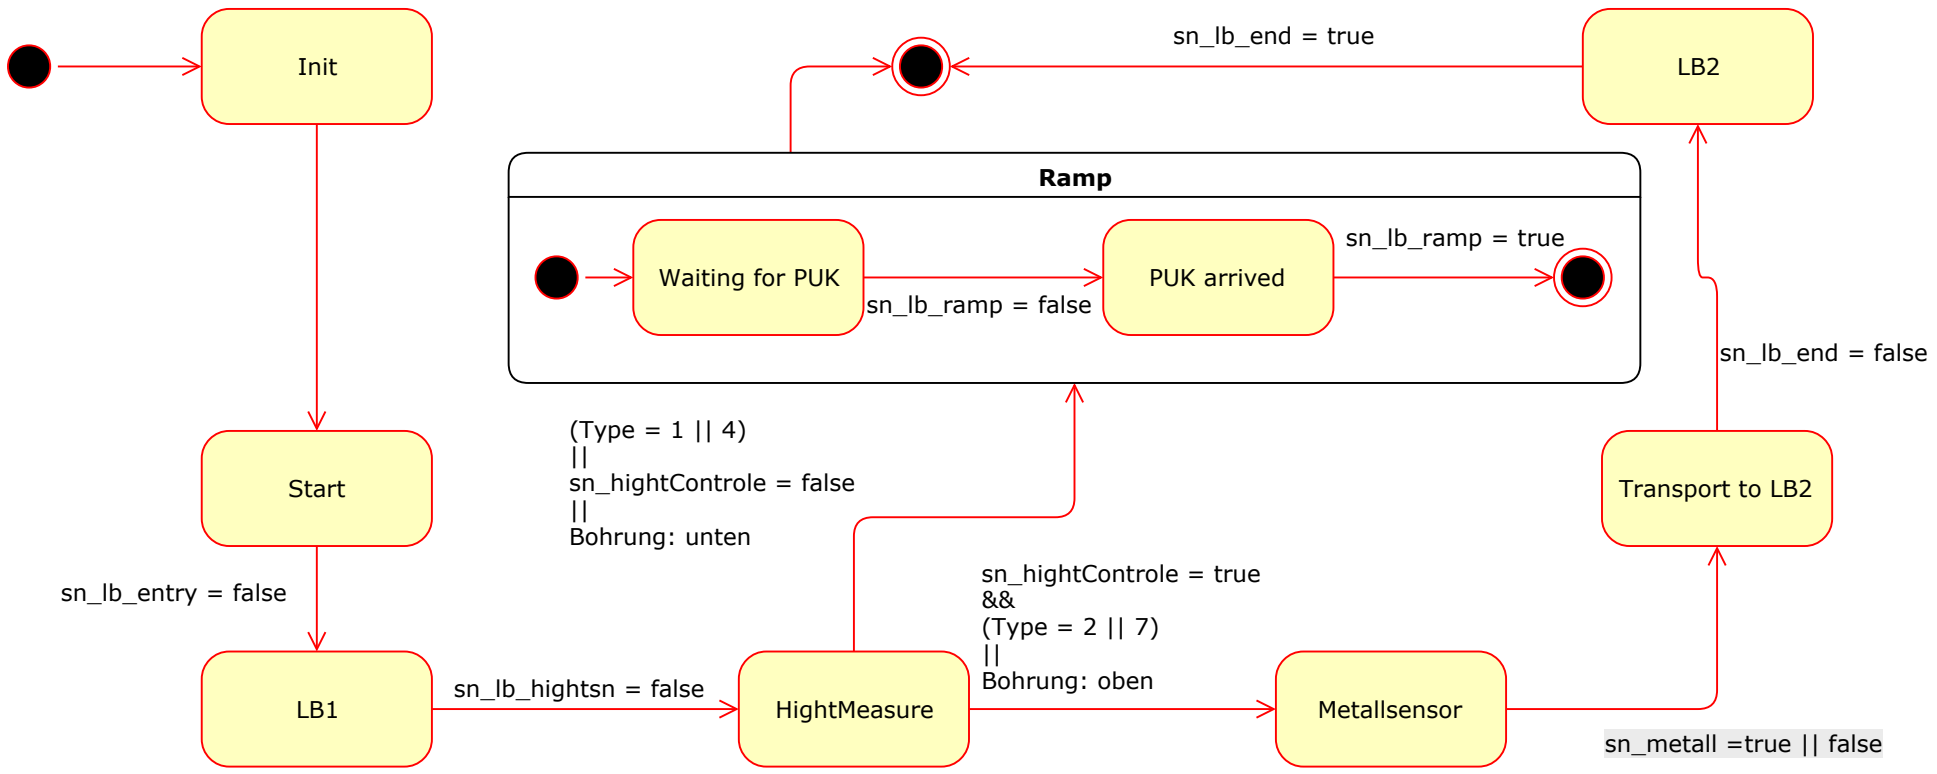 Init
sn_lb_end = true
LB2
Ramp
Waiting for PUK
sn_lb_ramp = false
PUK arrived
sn_lb_ramp = true
sn_lb_end = false
(Type = 1 || 4)
||
sn_hightControle = false
||
Bohrung: unten
Start
Transport to LB2
sn_lb_entry = false
sn_hightControle = true
&&
(Type = 2 || 7)
||
Bohrung: oben
LB1
sn_lb_hightsn = false
HightMeasure
Metallsensor
sn_metall =true || false